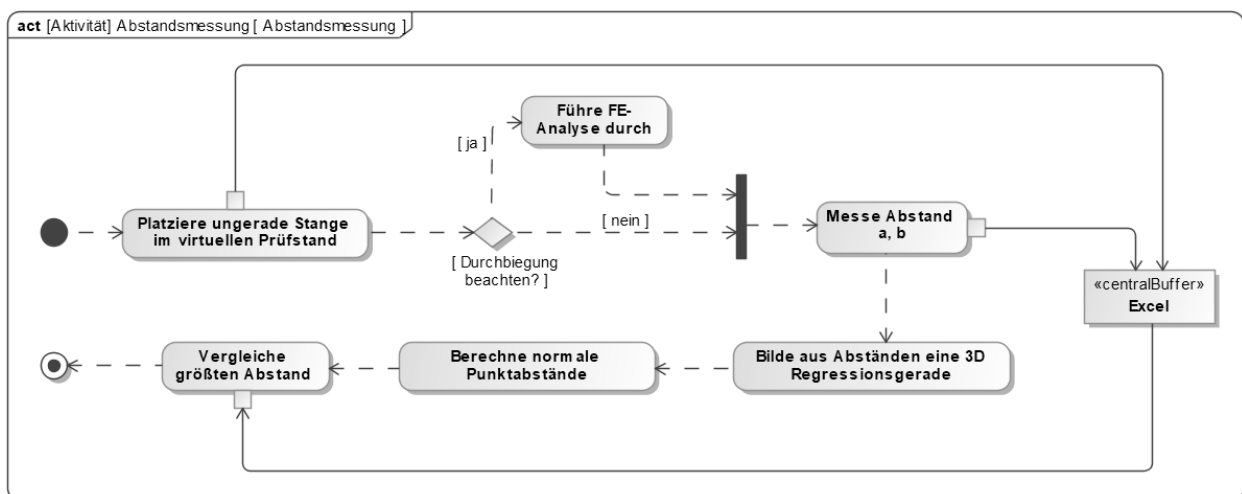 act [Aktivität] Abstandsmessung [ Abstandsmessung ]
Führe FE-
Analyse durch
[ ja ]
Platziere ungerade Stange
im virtuellen Prüfstand
[ nein ]
[ Durchbiegung
beachten? ]
Messe Abstand
a, b
«centralBuffer»
Excel
Vergleiche
größten Abstand
Berechne normale
Punktabstände
Bilde aus Abständen eine 3D
Regressionsgerade